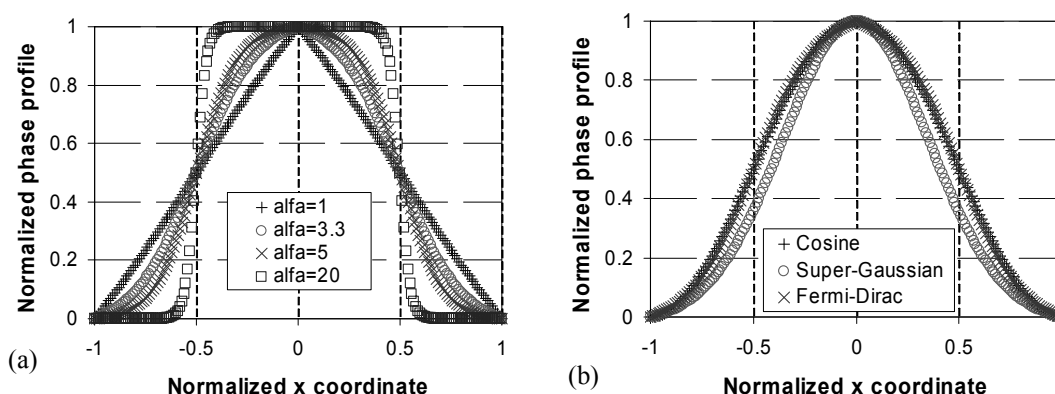 Normalized phase profile
1
0.8
0.6
0.4
0.2
0
+ alfa=1
○ alfa=3.3
× alfa=5
□ alfa=20
-1 -0.5 0 0.5 1
Normalized x coordinate
(a)
Normalized phase profile
1
0.8
0.6
0.4
0.2
0
+ Cosine
○ Super-Gaussian
× Fermi-Dirac
-1 -0.5 0 0.5
Normalized x coordinate
(b)